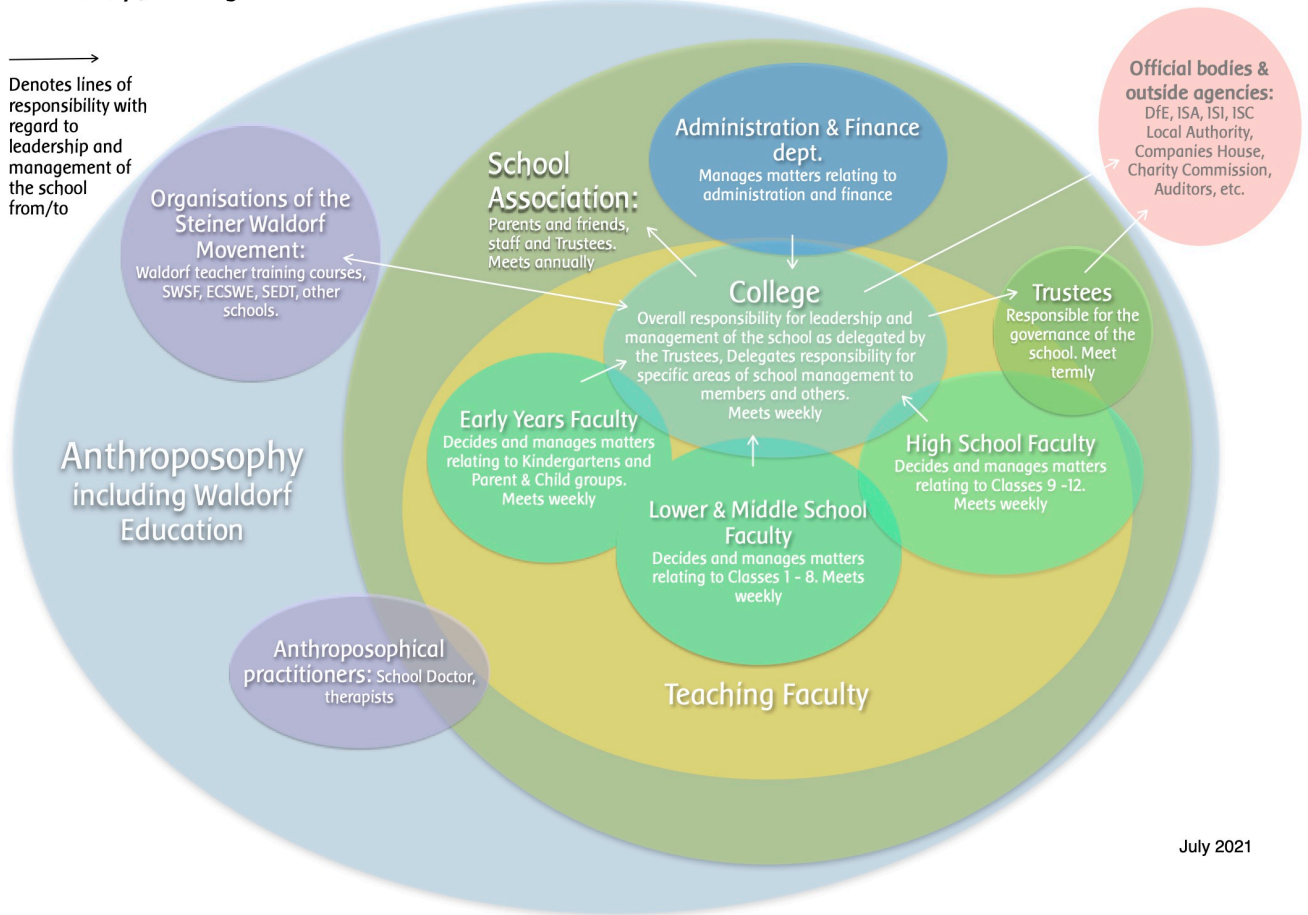 Denotes lines of
responsibility with
regard to
leadership and
management of
the school
from/to
Organisations of the
Steiner Waldorf
Movement:
Waldorf teacher training courses,
SWSF, ECSWE, SEDT, other
schools.
Anthroposophy
including Waldorf
Education
Anthroposophical
practitioners: School Doctor,
therapists
School
Association:
Parents and friends,
staff and Trustees.
Meets annually
Administration & Finance
dept.
Manages matters relating to
administration and finance
College
Overall responsibility for leadership and
management of the school as delegated by
the Trustees, Delegates responsibility for
specific areas of school management to
members and others.
Meets weekly
Early Years Faculty
Decides and manages matters
relating to Kindergartens and
Parent & Child groups.
Meets weekly
Lower & Middle School
Faculty
Decides and manages matters
relating to Classes 1 - 8. Meets
weekly
High School Faculty
Decides and manages matters
relating to Classes 9 -12.
Meets weekly
Teaching Faculty
Trustees
Responsible for the
governance of the
school. Meet
termly
Official bodies &
outside agencies:
DfE, ISA, ISI, ISC
Local Authority,
Companies House,
Charity Commission,
Auditors, etc.
July 2021